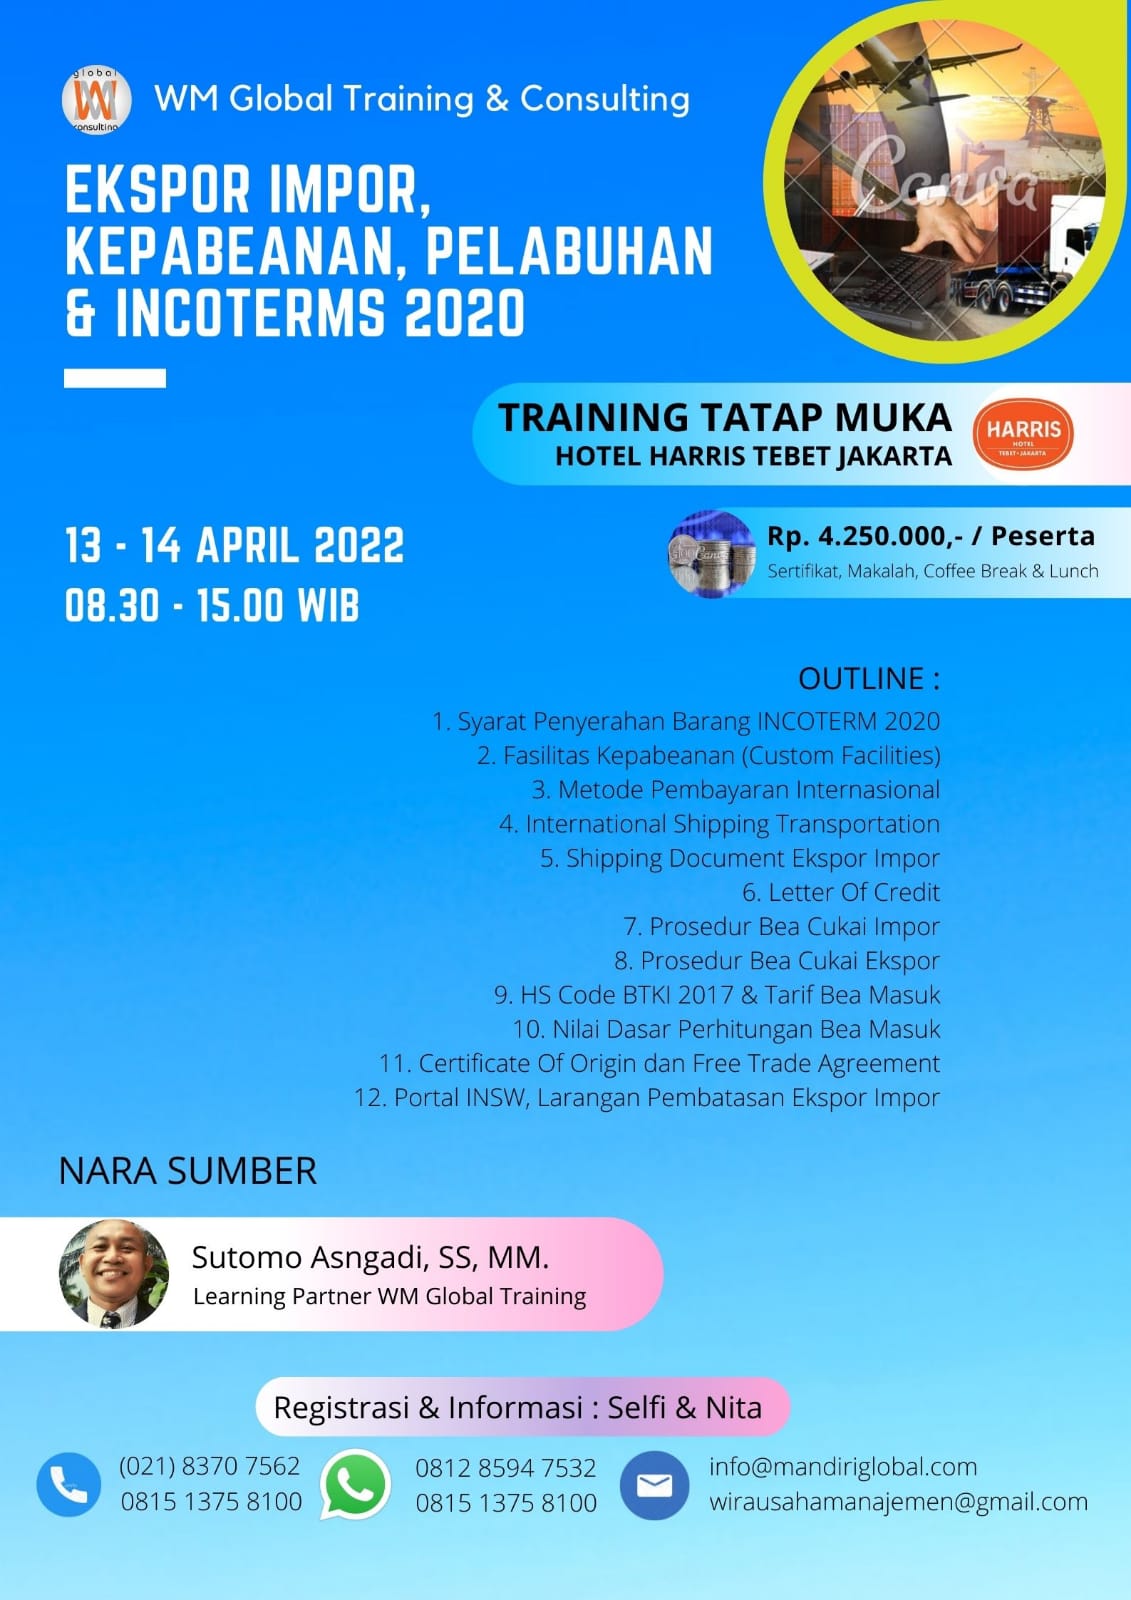 global
WM
consulting
WM Global Training & Consulting
EKSPOR IMPOR,
KEPABEANAN, PELABUHAN
& INCOTERMS 2020
Canva
TRAINING TATAP MUKA
HOTEL HARRIS TEBET JAKARTA
HARRIS
HOTEL
TEBET • JAKARTA
13 - 14 APRIL 2022
08.30 - 15.00 WIB
Rp. 4.250.000,- / Peserta
Sertifikat, Makalah, Coffee Break & Lunch
OUTLINE :
1. Syarat Penyerahan Barang INCOTERM 2020
2. Fasilitas Kepabeanan (Custom Facilities)
3. Metode Pembayaran Internasional
4. International Shipping Transportation
5. Shipping Document Ekspor Impor
6. Letter Of Credit
7. Prosedur Bea Cukai Impor
8. Prosedur Bea Cukai Ekspor
9. HS Code BTKI 2017 & Tarif Bea Masuk
10. Nilai Dasar Perhitungan Bea Masuk
11. Certificate Of Origin dan Free Trade Agreement
12. Portal INSW, Larangan Pembatasan Ekspor Impor
NARA SUMBER
Sutomo Asngadi, SS, MM.
Learning Partner WM Global Training
Registrasi & Informasi : Selfi & Nita
(021) 8370 7562
0815 1375 8100
0812 8594 7532
0815 1375 8100
info@mandiriglobal.com
wirausahamanajemen@gmail.com